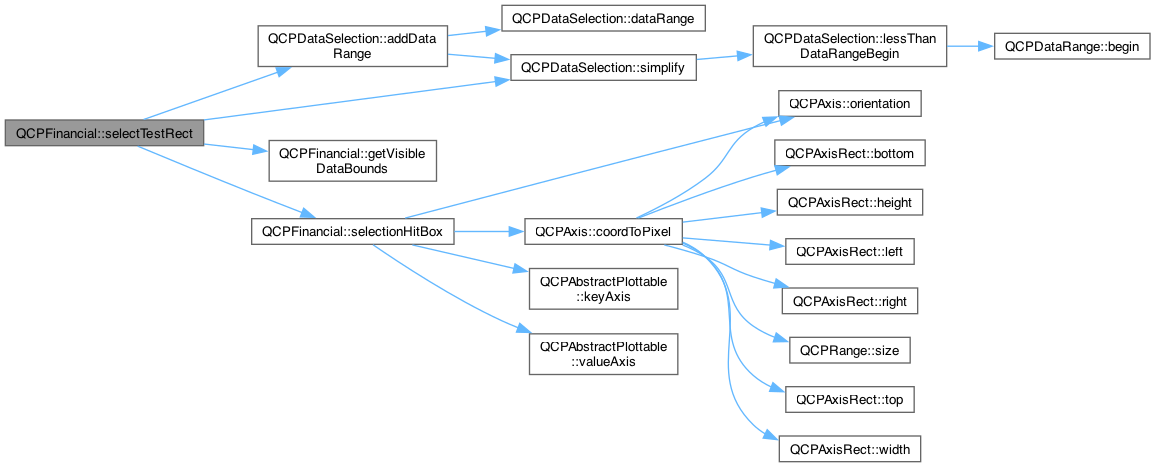 QCPFinancial::selectTestRect
QCPDataSelection::addData
Range
QCPDataSelection::dataRange
QCPDataSelection::simplify
QCPDataSelection::lessThan
DataRangeBegin
QCPDataRange::begin
QCPFinancial::getVisible
DataBounds
QCPFinancial::selectionHitBox
QCPAxis::orientation
QCPAxis::coordToPixel
QCPAxisRect::bottom
QCPAxisRect::height
QCPAxisRect::left
QCPAxisRect::right
QCPRange::size
QCPAxisRect::top
QCPAxisRect::width
QCPAbstractPlottable
::keyAxis
QCPAbstractPlottable
::valueAxis